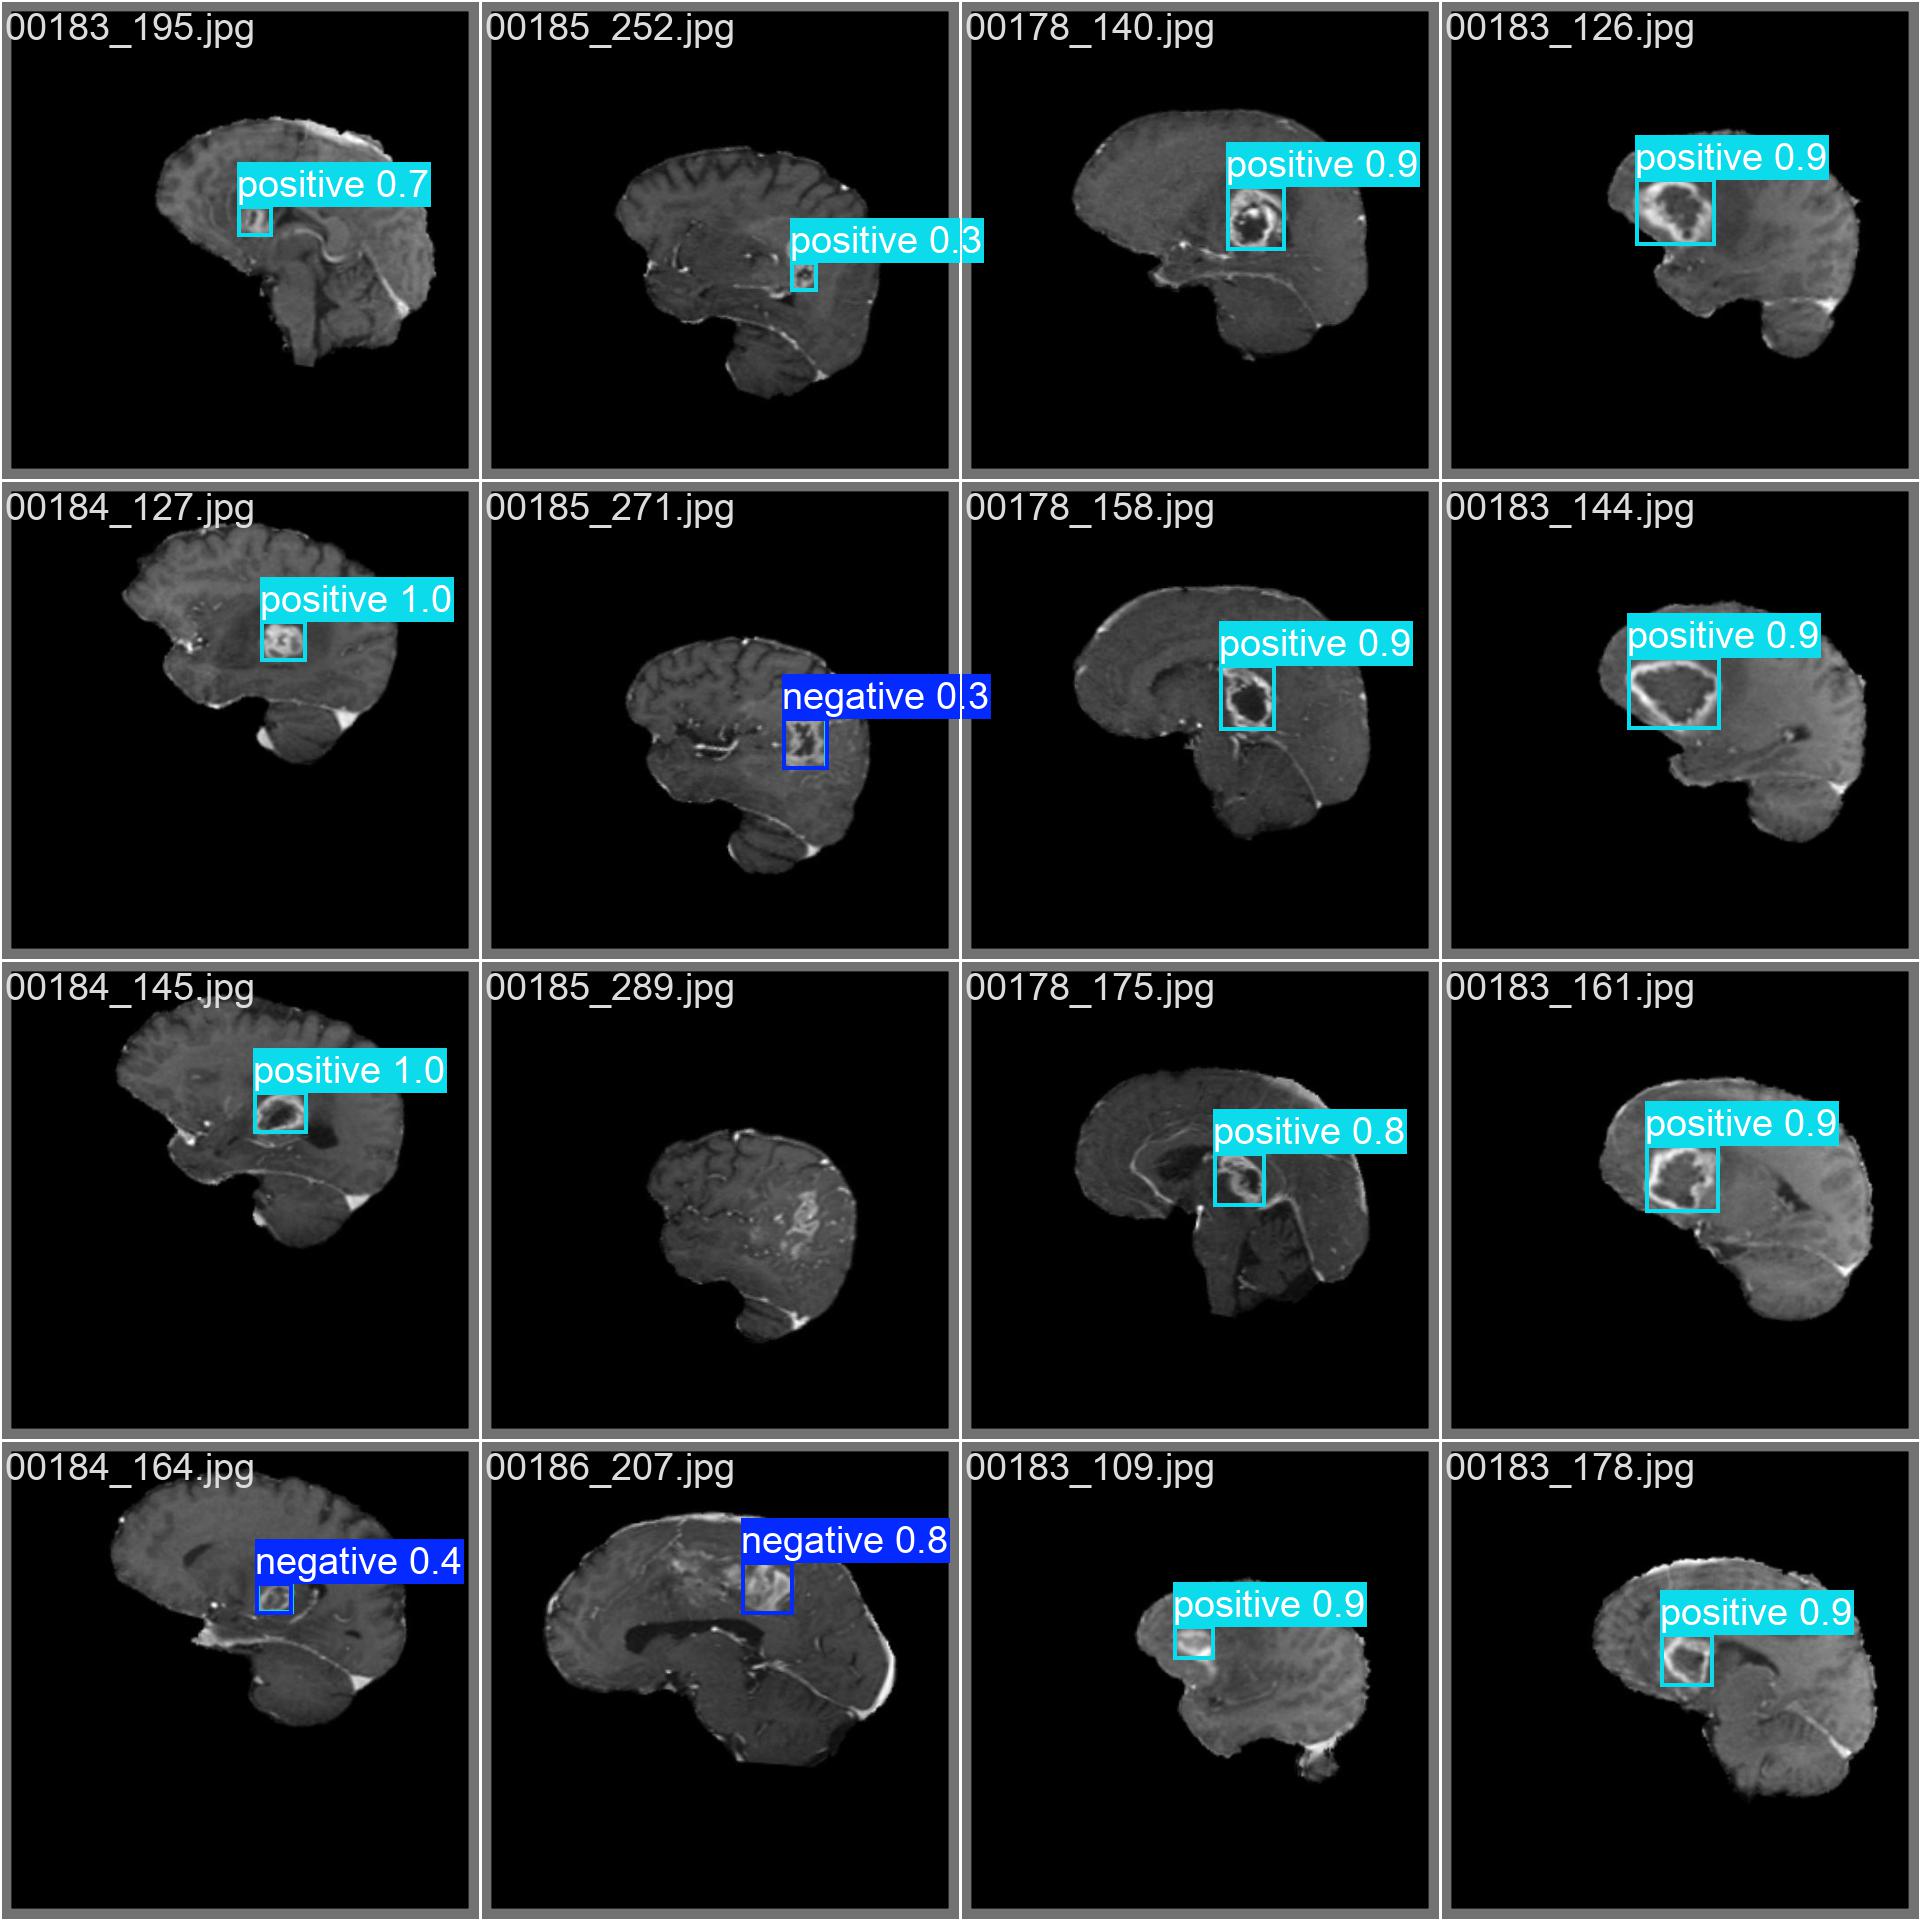 00183_195.jpg
positive 0.7
00185_252.jpg
positive 0.3
00178_140.jpg
positive 0.9
00183_126.jpg
positive 0.9
00184_127.jpg
positive 1.0
00185_271.jpg
negative 0.3
00178_158.jpg
positive 0.9
00183_144.jpg
positive 0.9
00184_145.jpg
positive 1.0
00185_289.jpg
00178_175.jpg
positive 0.8
00183_161.jpg
positive 0.9
00184_164.jpg
negative 0.4
00186_207.jpg
negative 0.8
00183_109.jpg
positive 0.9
00183_178.jpg
positive 0.9